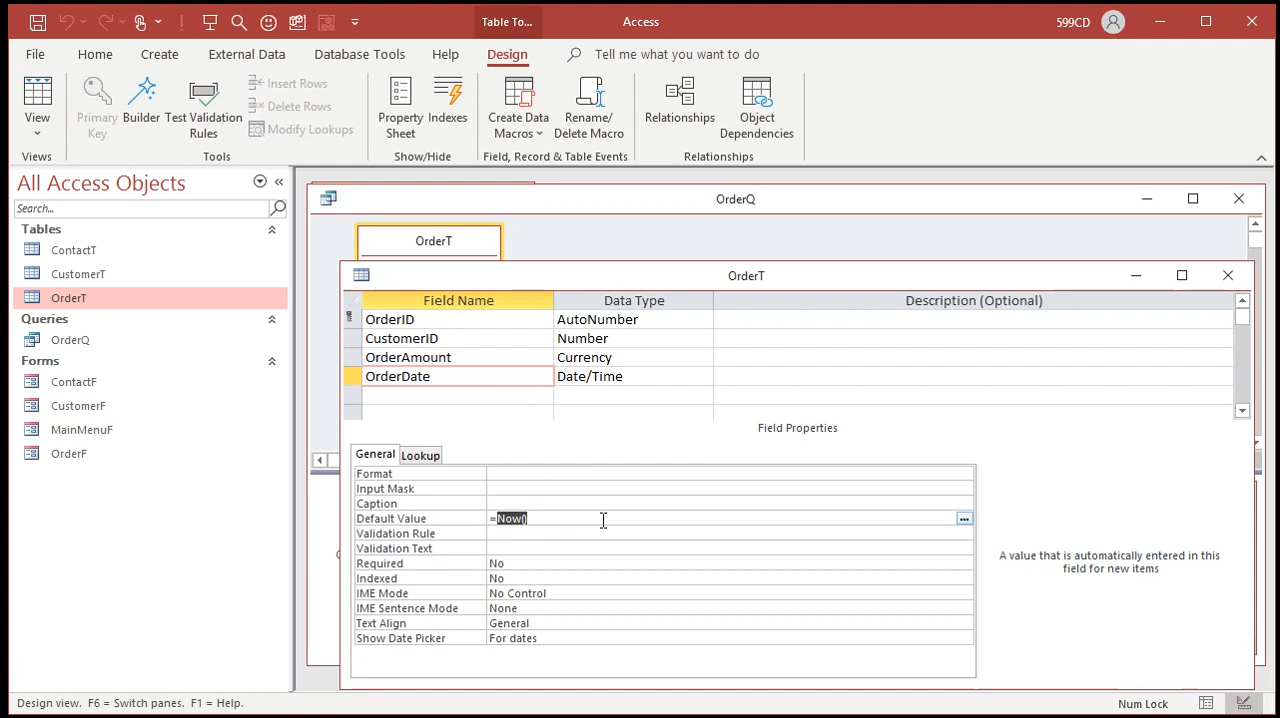 Table To...
Access
599CD
File
Home
Create
External Data
Database Tools
Help
Design
Tell me what you want to do
View
Primary Key
Builder
Test Validation Rules
Insert Rows
Delete Rows
Modify Lookups
Property Sheet
Indexes
Create Data Macros
Rename/ Delete Macro
Relationships
Object Dependencies
Views
Tools
Show/Hide
Field, Record & Table Events
Relationships
All Access Objects
Search...
Tables
ContactT
CustomerT
OrderT
Queries
OrderQ
Forms
ContactF
CustomerF
MainMenuF
OrderF
OrderQ
OrderT
OrderT
Field Name Data Type Description (Optional)
OrderID AutoNumber
CustomerID Number
OrderAmount Currency
OrderDate Date/Time
Field Properties
General Lookup
Format
Input Mask
Caption
Default Value =Now()
Validation Rule
Validation Text
Required No
Indexed No
IME Mode No Control
IME Sentence Mode None
Text Align General
Show Date Picker For dates
A value that is automatically entered in this
field for new items
Design view. F6 = Switch panes. F1 = Help.
Num Lock